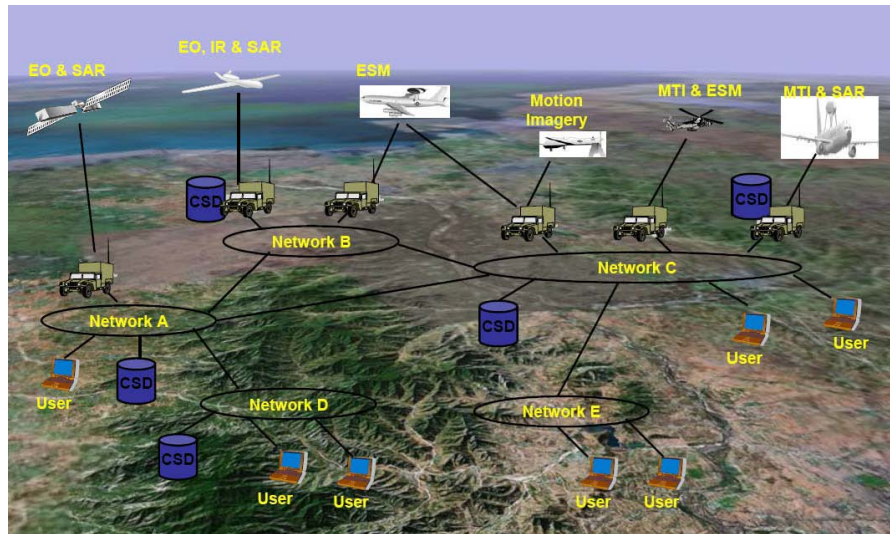 EO, IR & SAR
EO & SAR
ESM
Motion
Imagery
MTI & ESM
MTI & SAR
CSD
CSD
Network B
Network C
Network A
CSD
User
User
User
CSD
Network D
Network E
CSD
User
User
User
User